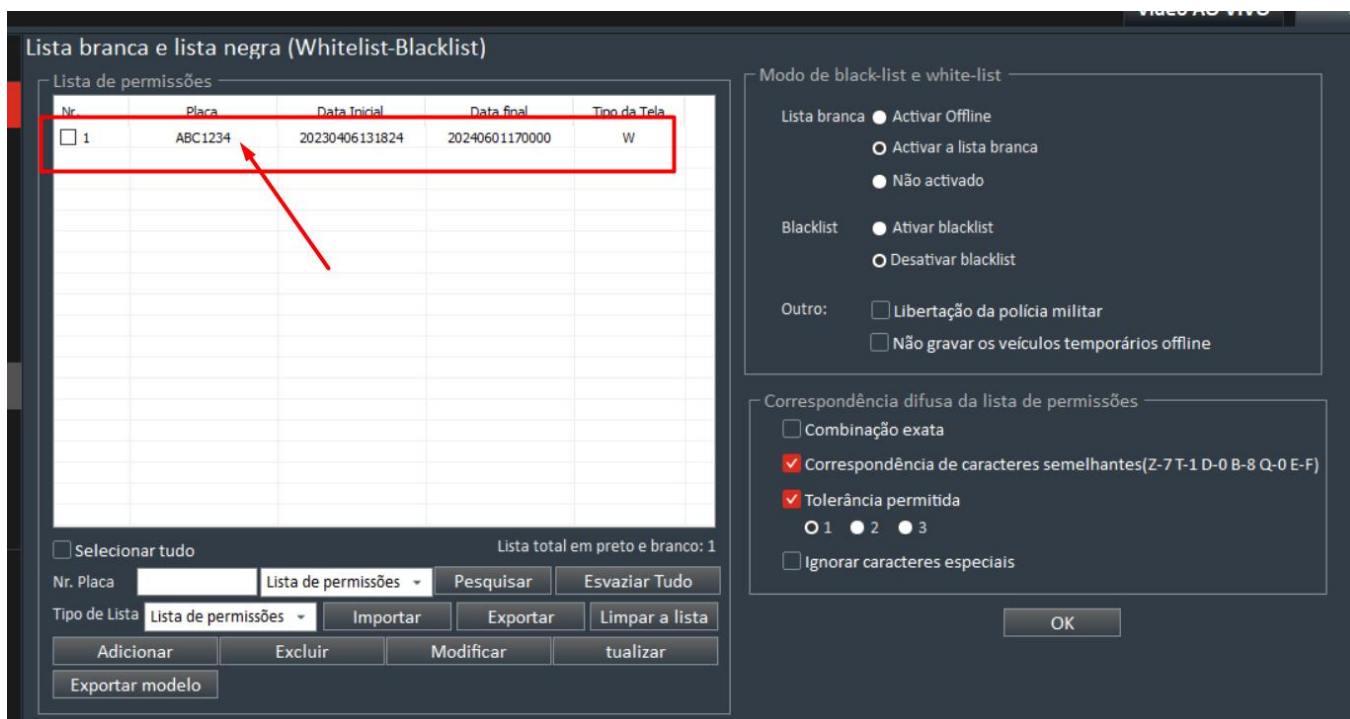 Vídeo AO VIVO
Lista branca e lista negra (Whitelist-Blacklist)
Lista de permissões
Nr. Placa Data Inicial Data final Tipo da Tela
1 ABC1234 20230406131824 20240601170000 W
Selecionar tudo Lista total em preto e branco: 1
Nr. Placa Lista de permissões Pesquisar Esvaziar Tudo
Tipo de Lista Lista de permissões Importar Exportar Limpar a lista
Adicionar Excluir Modificar tualizar
Exportar modelo
Modo de black-list e white-list
Lista branca Activar Offline
Activar a lista branca
Não activado
Blacklist Ativar blacklist
Desativar blacklist
Outro: Libertação da polícia militar
Não gravar os veículos temporários offline
Correspondência difusa da lista de permissões
Combinação exata
Correspondência de caracteres semelhantes(Z-7 T-1 D-0 B-8 Q-0 E-F)
Tolerância permitida
1 2 3
Ignorar caracteres especiais
OK